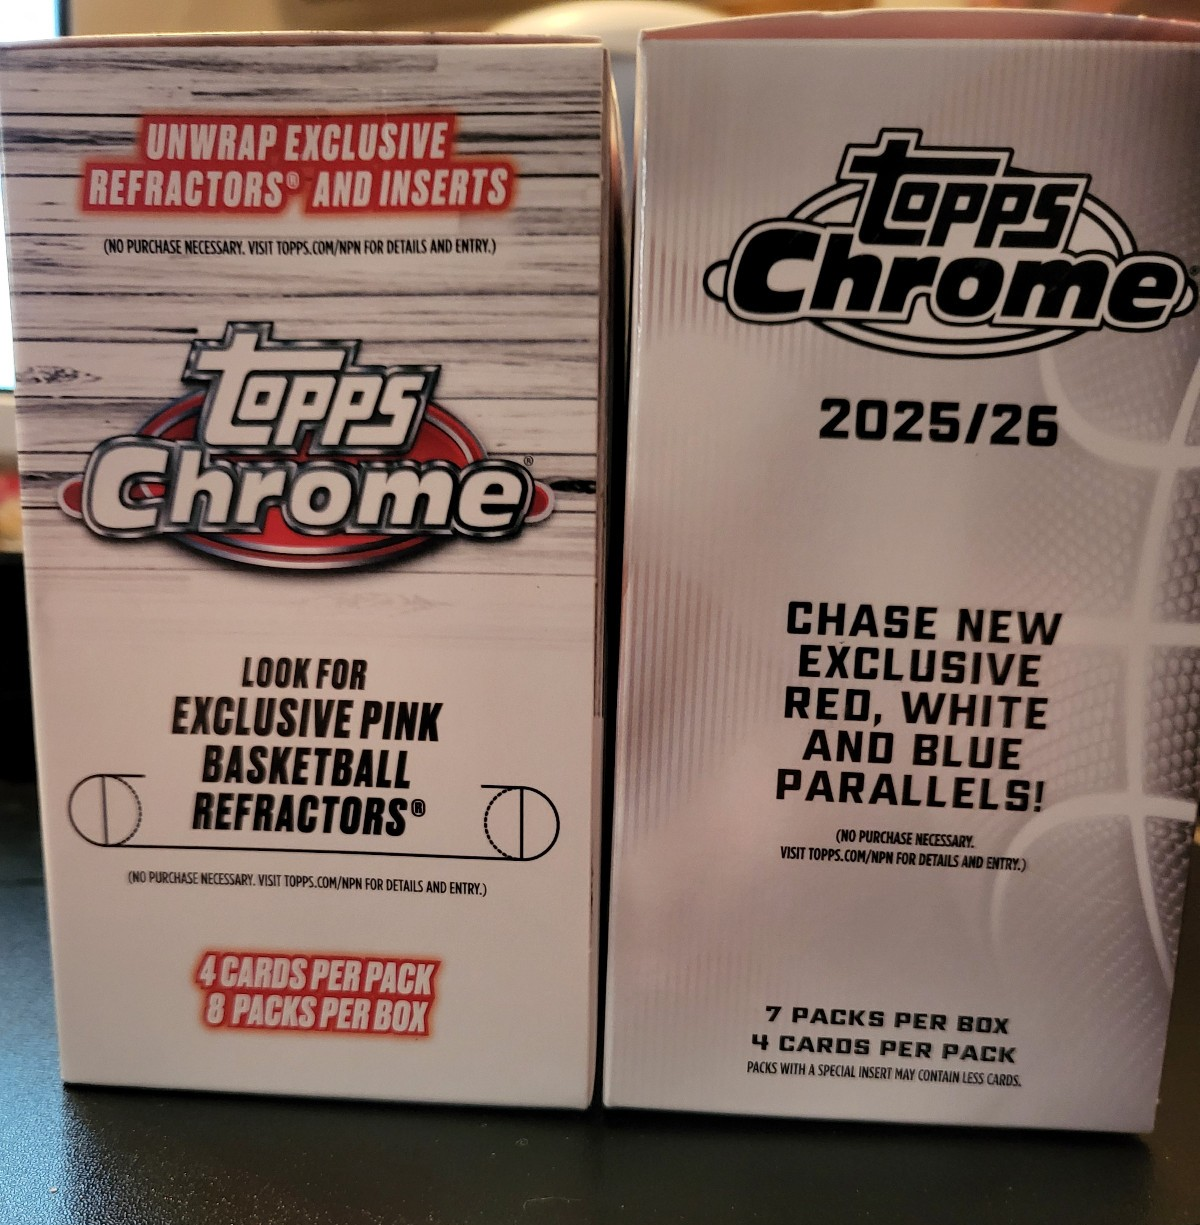 UNWRAP EXCLUSIVE
REFRACTORS® AND INSERTS
(NO PURCHASE NECESSARY. VISIT TOPPS.COM/NPN FOR DETAILS AND ENTRY.)
topps
Chrome®
LOOK FOR
EXCLUSIVE PINK
BASKETBALL
REFRACTORS®
(NO PURCHASE NECESSARY. VISIT TOPPS.COM/NPN FOR DETAILS AND ENTRY.)
4 CARDS PER PACK
8 PACKS PER BOX
topps
Chrome
2025/26
CHASE NEW
EXCLUSIVE
RED, WHITE
AND BLUE
PARALLELS!
(NO PURCHASE NECESSARY.
VISIT TOPPS.COM/NPN FOR DETAILS AND ENTRY.)
7 PACKS PER BOX
4 CARDS PER PACK
PACKS WITH A SPECIAL INSERT MAY CONTAIN LESS CARDS.